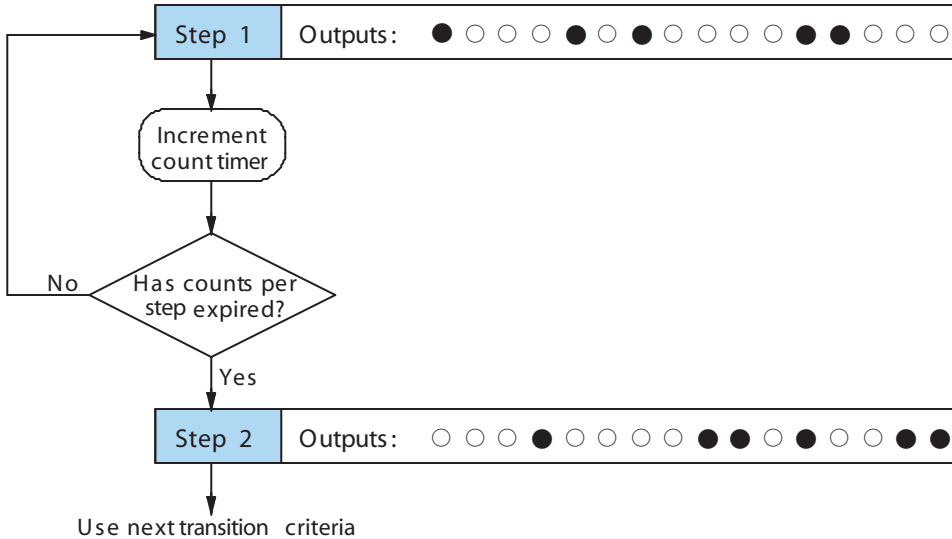 Step 1
Outputs:
Increment
count timer
Has counts per
step expired?
No
Yes
Step 2
Outputs:
Use next transition criteria